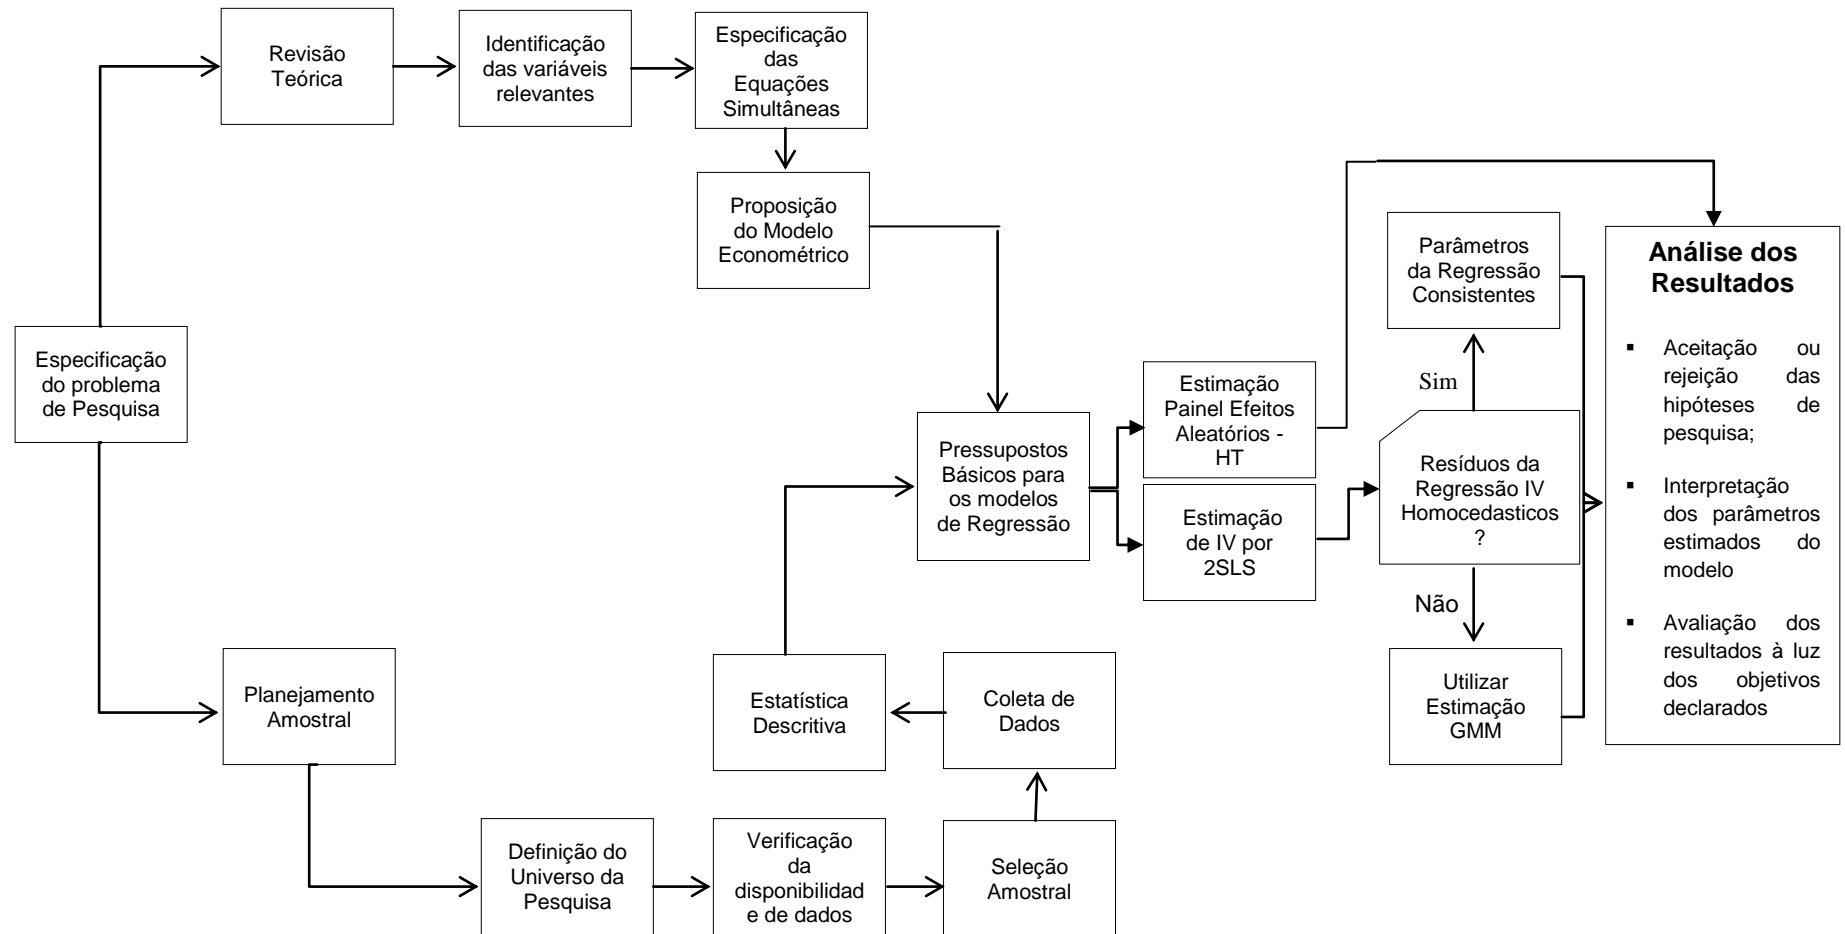 Revisão
Teórica
Identificação
das variáveis
relevantes
Especificação
das
Equações
Simultâneas
Proposição
do Modelo
Econométrico
Especificação
do problema
de Pesquisa
Planejamento
Amostral
Definição do
Universo da
Pesquisa
Verificação
da
disponibilidad
e de dados
Seleção
Amostral
Coleta de
Dados
Estatística
Descritiva
Pressupostos
Básicos para
os modelos
de Regressão
Estimação
Painel Efeitos
Aleatórios -
HT
Estimação
de IV por
2SLS
Resíduos da
Regressão IV
Homocedasticos
?
Sim
Parâmetros
da Regressão
Consistentes
Não
Utilizar
Estimação
GMM
Análise dos
Resultados
▪ Aceitação ou
rejeição das
hipóteses de
pesquisa;
▪ Interpretação
dos parâmetros
estimados do
modelo
▪ Avaliação dos
resultados à luz
dos objetivos
declarados